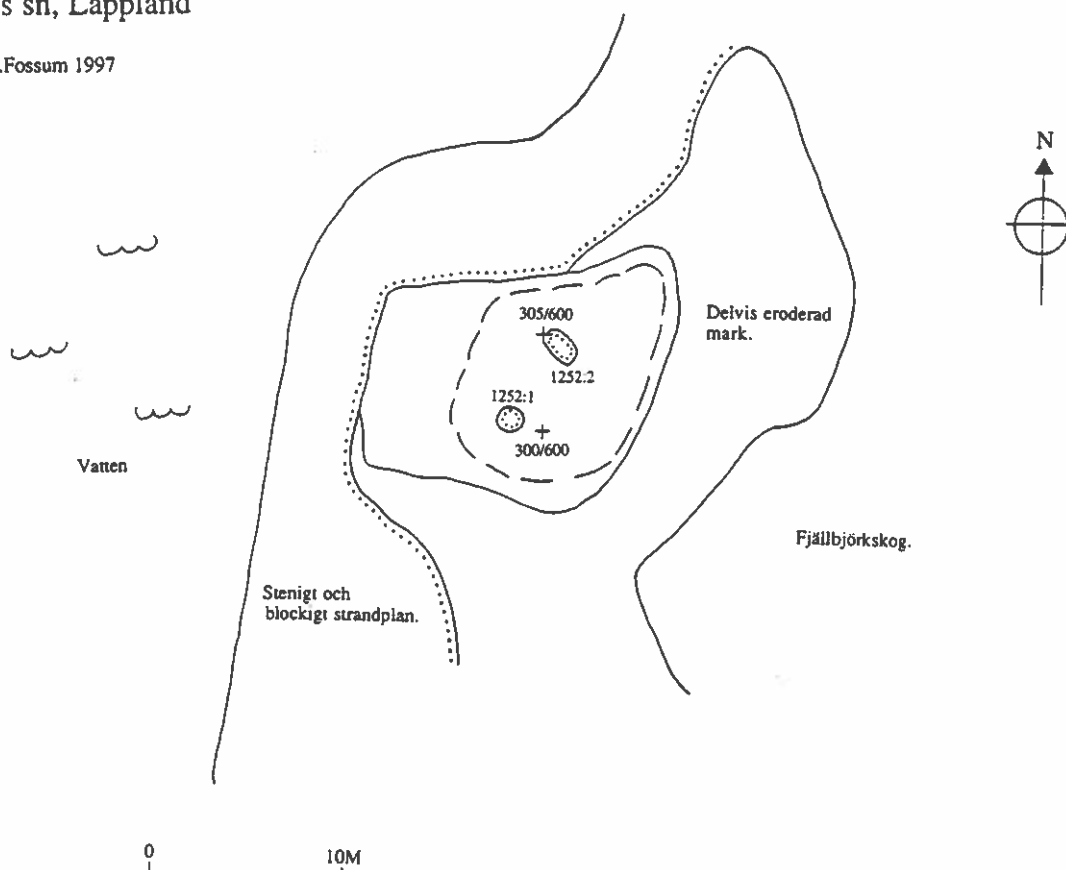 s sn, Lappland
.Fossum 1997
N
305/600
Delvis eroderad
mark.
1252:2
1252:1
300/600
Vatten
Fjällbjörkskog.
Stenigt och
blockigt strandplan.
0
10M